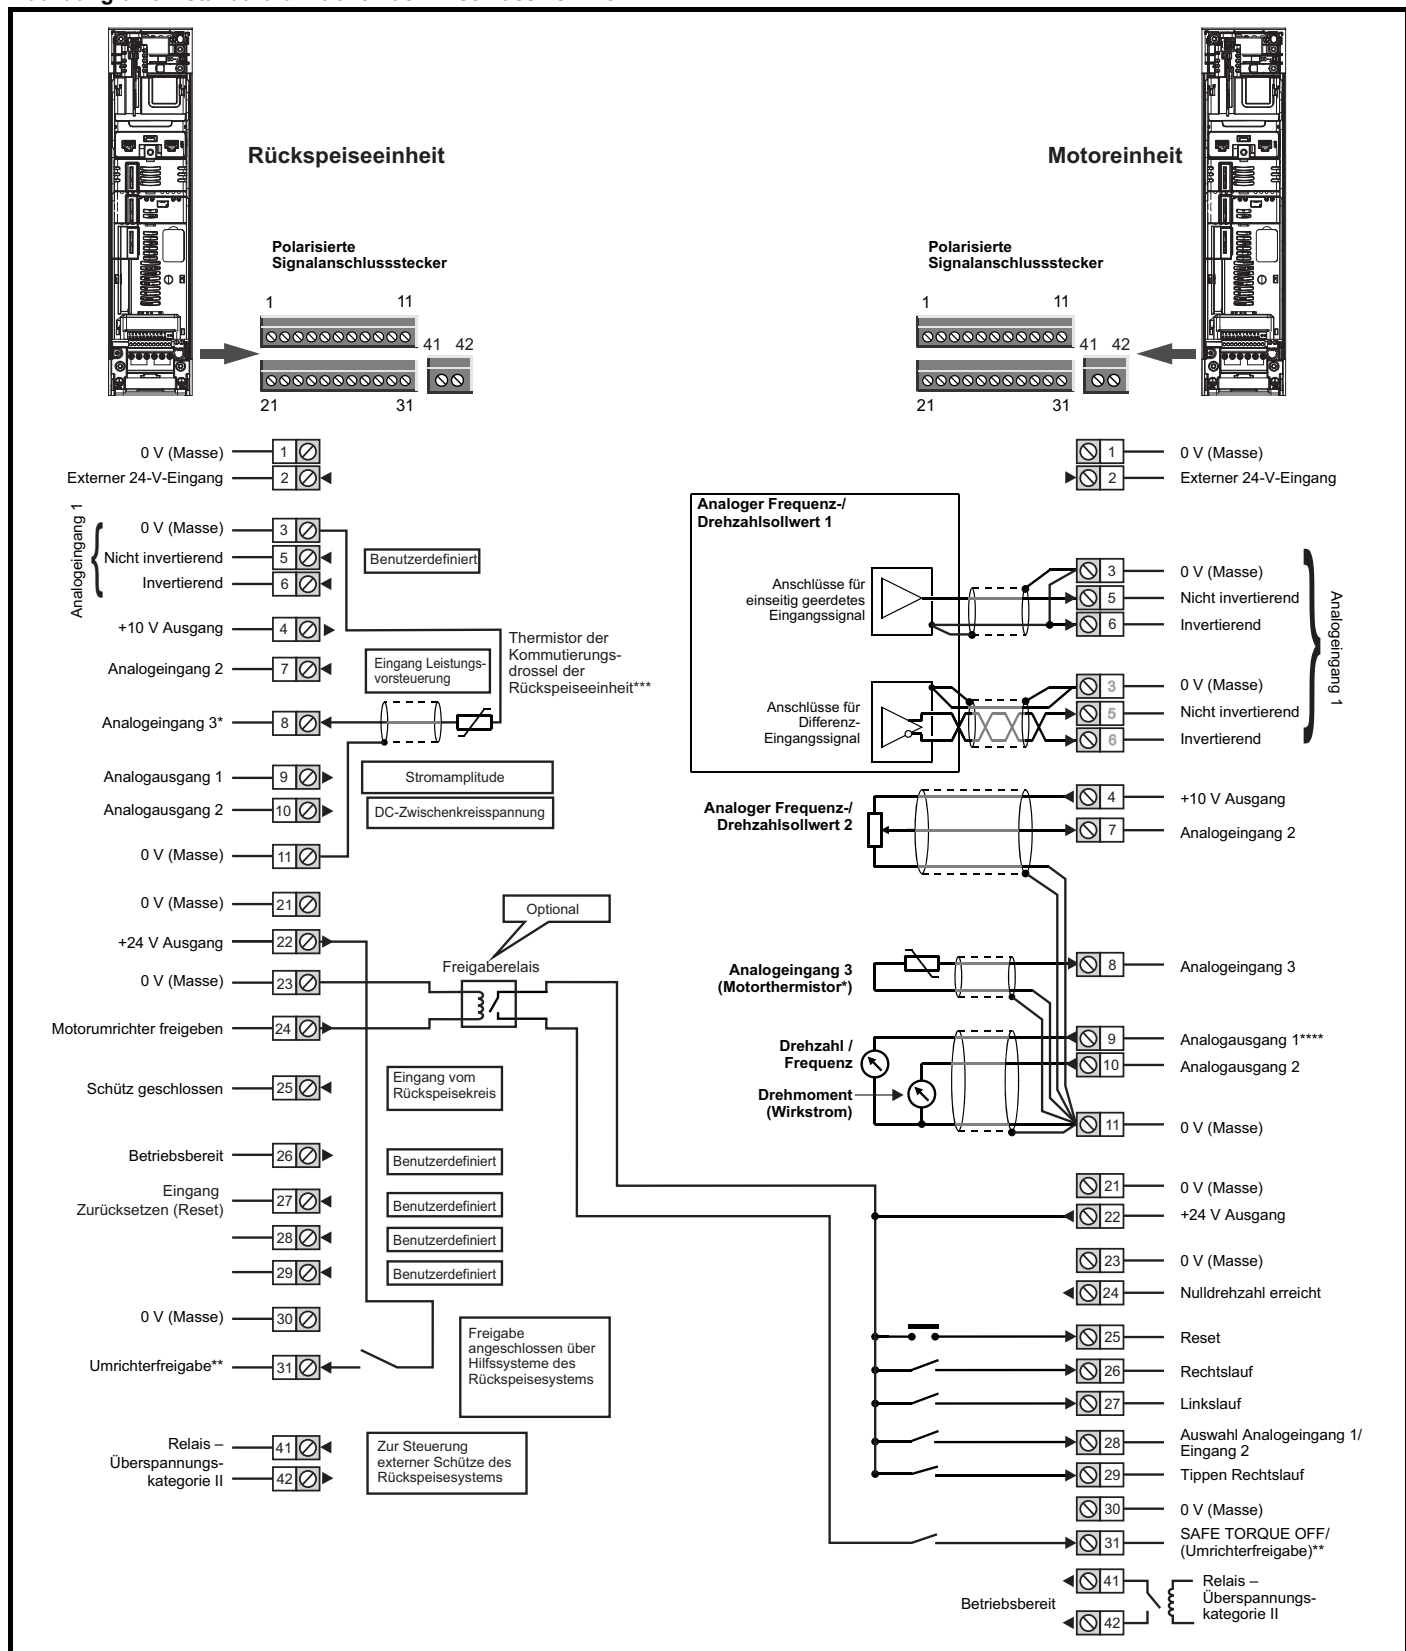 Rückspeiseeinheit
Motoreinheit
Polarisierte
Signalanschlussstecker
1 11
41 42
21 31
Polarisierte
Signalanschlussstecker
1 11
41 42
21 31
0 V (Masse) 1
Externer 24-V-Eingang 2
Analogeingang 1
0 V (Masse) 3
Nicht invertierend 5
Benutzerdefiniert
Invertierend 6
+10 V Ausgang 4
Analogeingang 2 7
Eingang Leistungs-
vorsteuerung
Thermistor der
Kommutierungs-
drossel der
Rückspeiseeinheit***
Analogeingang 3* 8
Analogausgang 1 9
Stromamplitude
Analogausgang 2 10
DC-Zwischenkreisspannung
0 V (Masse) 11
0 V (Masse) 21
Optional
+24 V Ausgang 22
Freigaberelais
0 V (Masse) 23
Motorumrichter freigeben 24
Schütz geschlossen 25
Eingang vom
Rückspeisekreis
Betriebsbereit 26
Benutzerdefiniert
Eingang
Zurücksetzen (Reset) 27
Benutzerdefiniert
28
Benutzerdefiniert
29
Benutzerdefiniert
0 V (Masse) 30
Umrichterfreigabe** 31
Freigabe
angeschlossen über
Hilfssysteme des
Rückspeisesystems
Relais –
Überspannungs-
kategorie II
41
42
Zur Steuerung
externer Schütze des
Rückspeisesystems
1 0 V (Masse)
2 Externer 24-V-Eingang
Analoger Frequenz-/
Drehzahlsollwert 1
Anschlüsse für
einseitig geerdetes
Eingangssignal
3 0 V (Masse)
5 Nicht invertierend
6 Invertierend
Analogeingang 1
Anschlüsse für
Differenz-
Eingangssignal
3 0 V (Masse)
5 Nicht invertierend
6 Invertierend
Analoger Frequenz-/
Drehzahlsollwert 2
4 +10 V Ausgang
7 Analogeingang 2
Analogeingang 3
(Motorthermistor*)
8 Analogeingang 3
Drehzahl /
Frequenz
9 Analogausgang 1****
10 Analogausgang 2
Drehmoment
(Wirkstrom)
11 0 V (Masse)
21 0 V (Masse)
22 +24 V Ausgang
23 0 V (Masse)
24 Nulldrehzahl erreicht
25 Reset
26 Rechtslauf
27 Linkslauf
28 Auswahl Analogeingang 1/
Eingang 2
29 Tippen Rechtslauf
30 0 V (Masse)
31 SAFE TORQUE OFF/
(Umrichterfreigabe)**
Betriebsbereit
41
42
Relais –
Überspannungs-
kategorie II